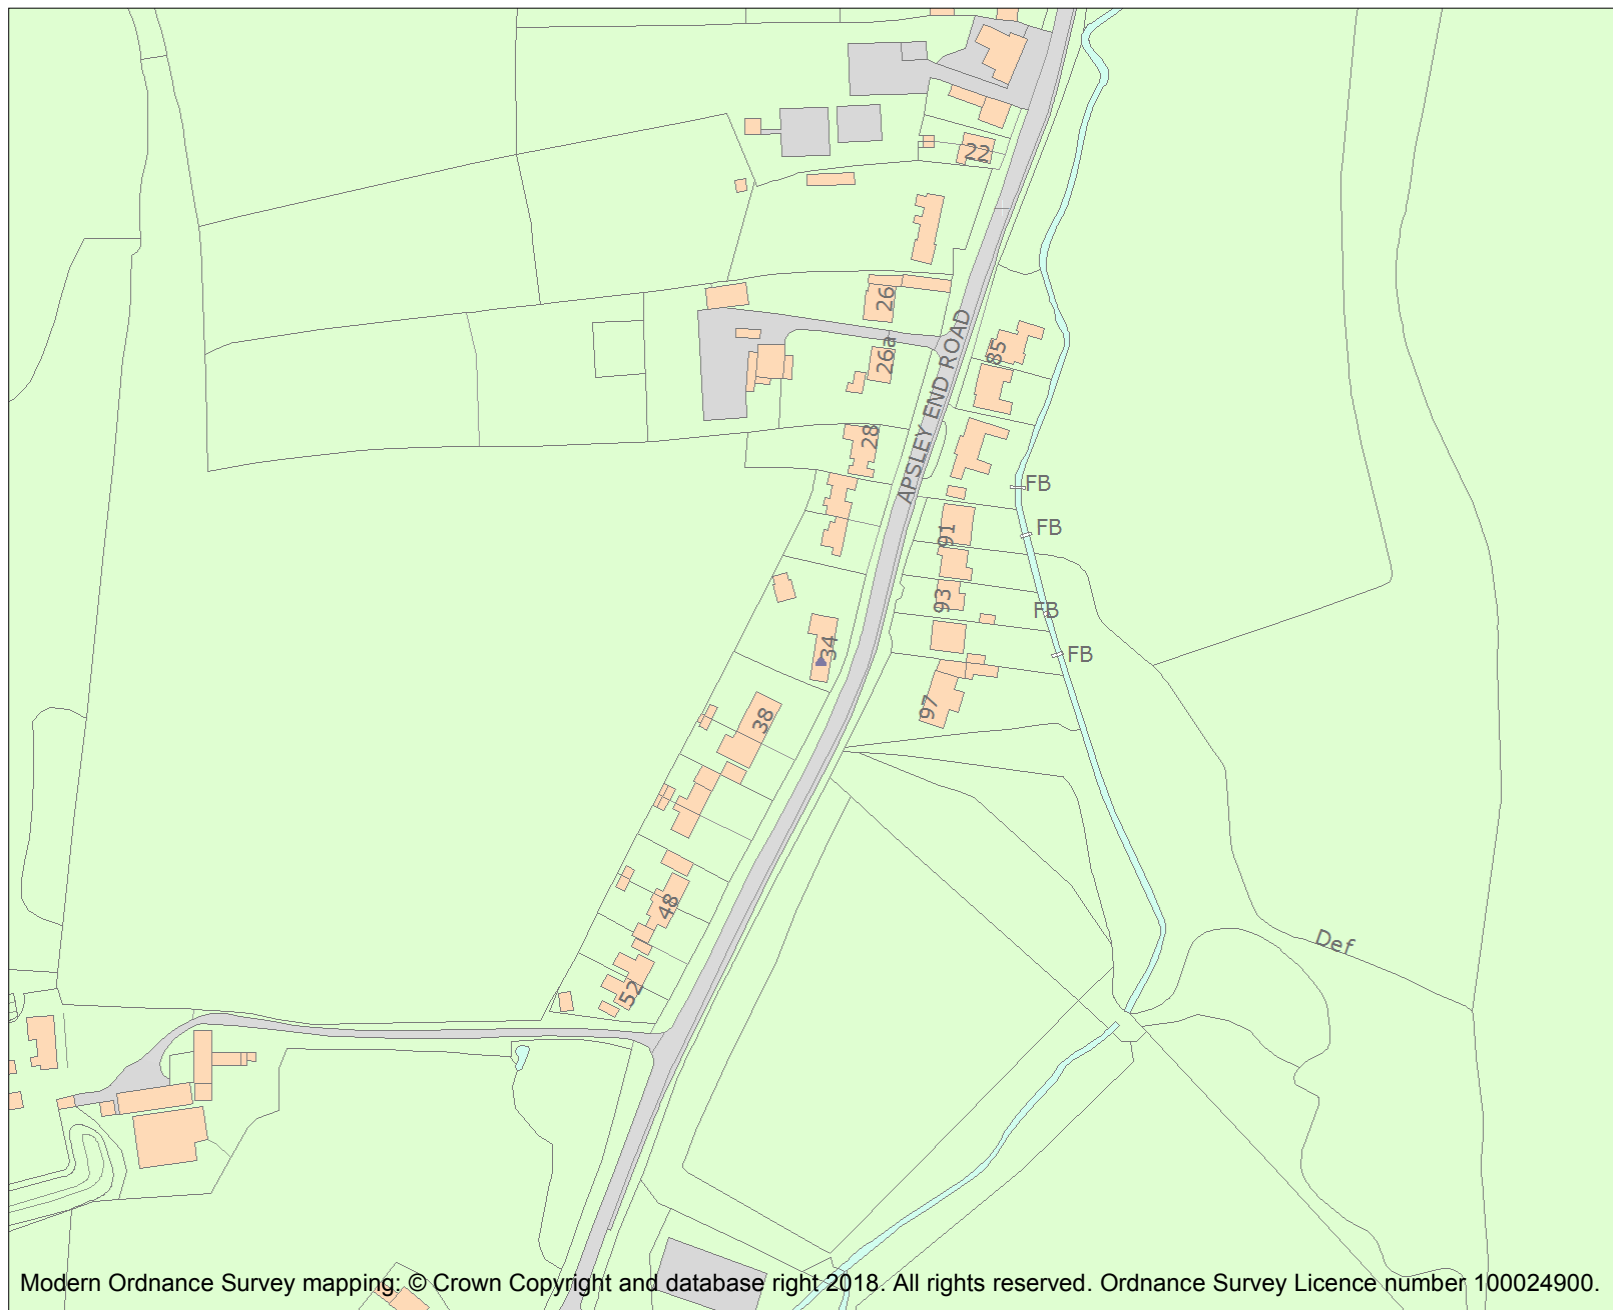 22
26
APSLEY END ROAD
85
26a
28
FB
91
FB
93
FB
34
FB
97
38
48
Def
52
Modern Ordnance Survey mapping: © Crown Copyright and database right 2018. All rights reserved. Ordnance Survey Licence number 100024900.